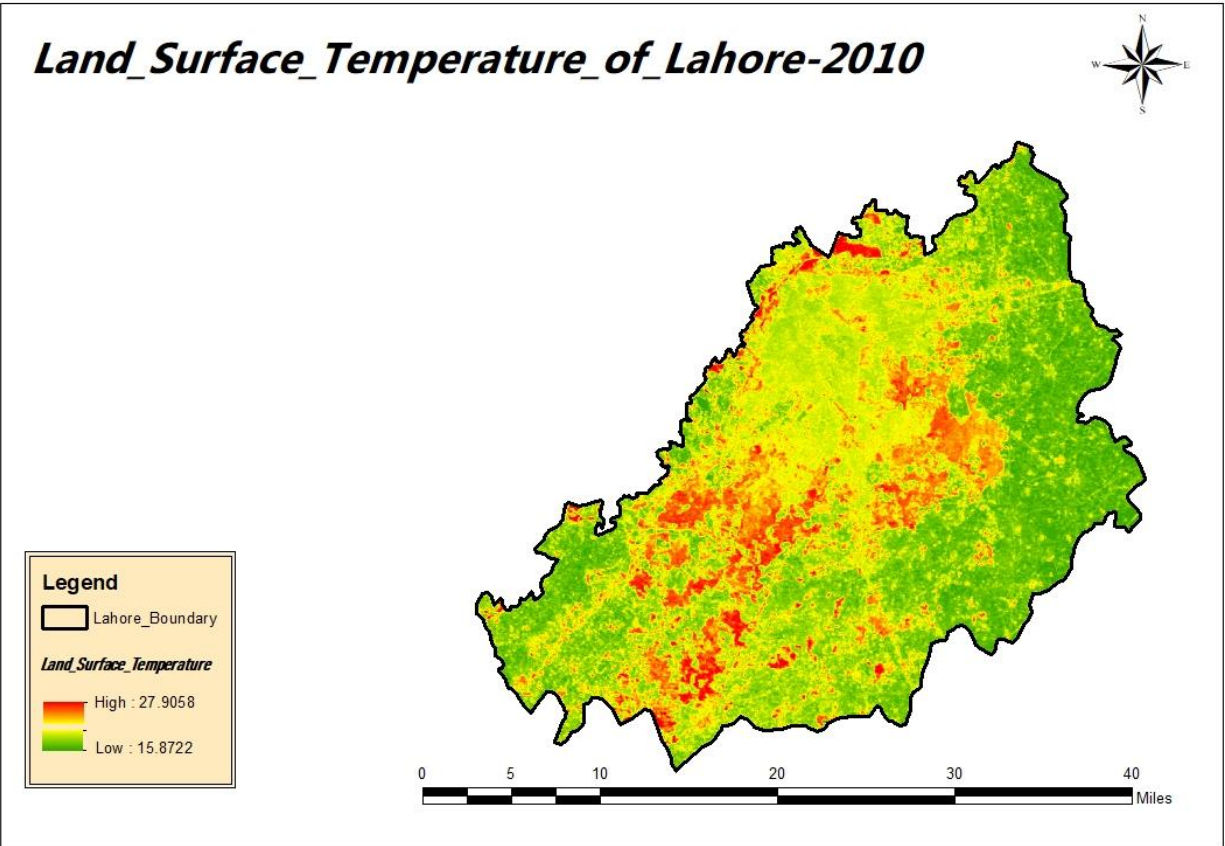 Land_Surface_Temperature_of_Lahore-2010
N
W E
S
Legend
Lahore_Boundary
Land_Surface_Temperature
High : 27.9058
Low : 15.8722
0 5 10 20 30 40
Miles